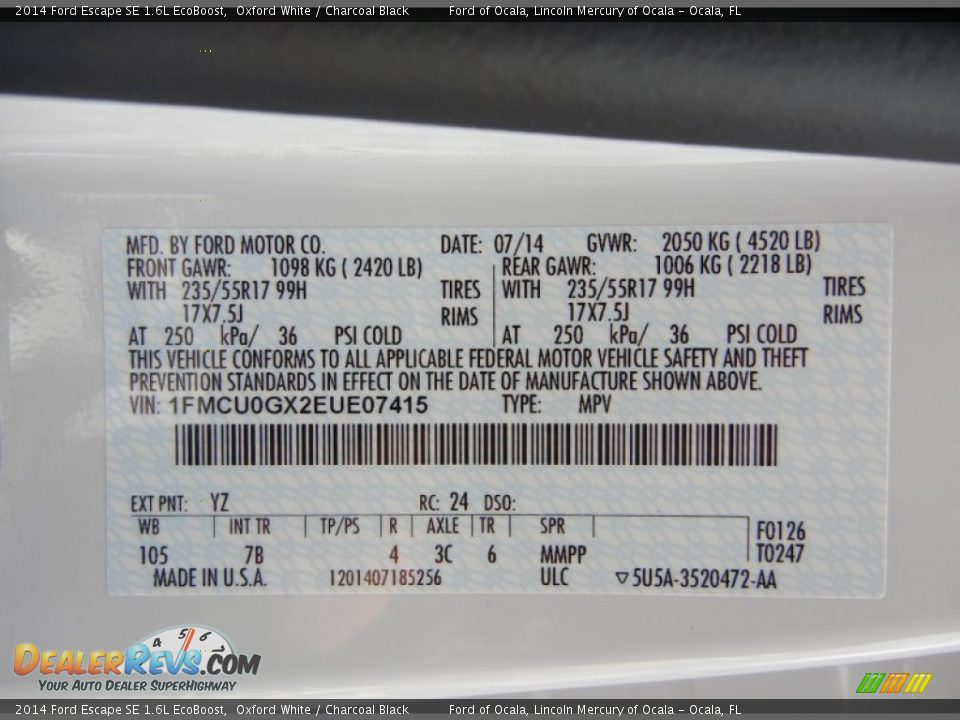 2014 Ford Escape SE 1.6L EcoBoost, Oxford White / Charcoal Black Ford of Ocala, Lincoln Mercury of Ocala - Ocala, FL
MFD. BY FORD MOTOR CO. DATE: 07/14 GVWR: 2050 KG ( 4520 LB)
FRONT GAWR: 1098 KG ( 2420 LB) REAR GAWR: 1006 KG ( 2218 LB)
WITH 235/55R17 99H TIRES WITH 235/55R17 99H TIRES
17X7.5J RIMS 17X7.5J RIMS
AT 250 kPa/ 36 PSI COLD AT 250 kPa/ 36 PSI COLD
THIS VEHICLE CONFORMS TO ALL APPLICABLE FEDERAL MOTOR VEHICLE SAFETY AND THEFT
PREVENTION STANDARDS IN EFFECT ON THE DATE OF MANUFACTURE SHOWN ABOVE.
VIN: 1FMCU0GX2EUE07415 TYPE: MPV
EXT PNT: YZ RC: 24 DSO:
WB INT TR TP/PS R AXLE TR SPR F0126
105 7B 4 3C 6 MMPP T0247
MADE IN U.S.A. 1201407185256 ULC ▽5U5A-3520472-AA
4 5 6
DEALERREVS.COM
YOUR AUTO DEALER SUPERHIGHWAY
2014 Ford Escape SE 1.6L EcoBoost, Oxford White / Charcoal Black Ford of Ocala, Lincoln Mercury of Ocala - Ocala, FL